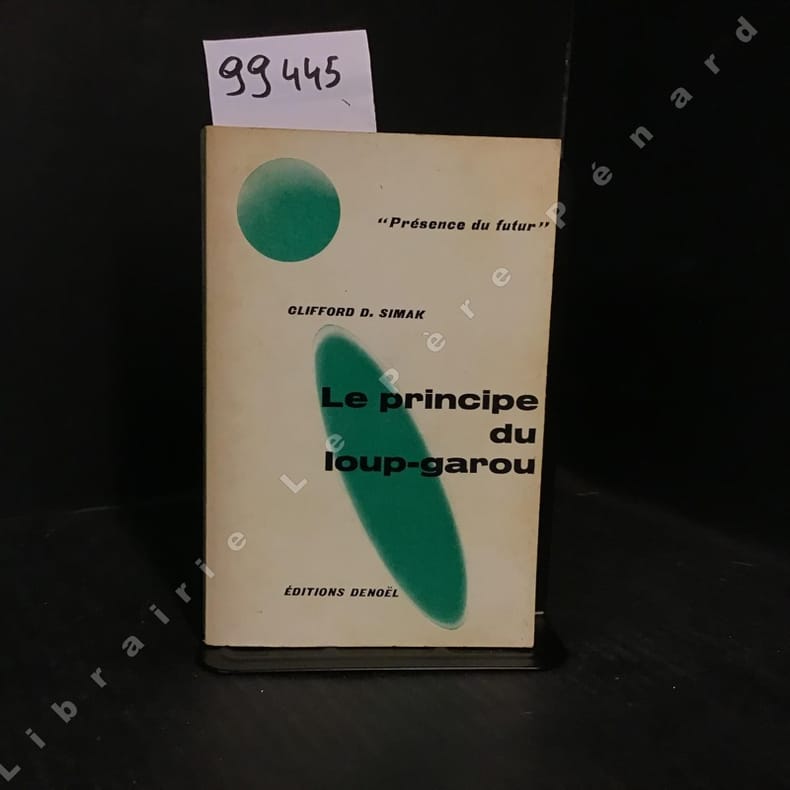 99445
"Présence du futur"
CLIFFORD D. SIMAK
Le principe
du
loup-garou
ÉDITIONS DENOËL
Librairie Le Père Pénard